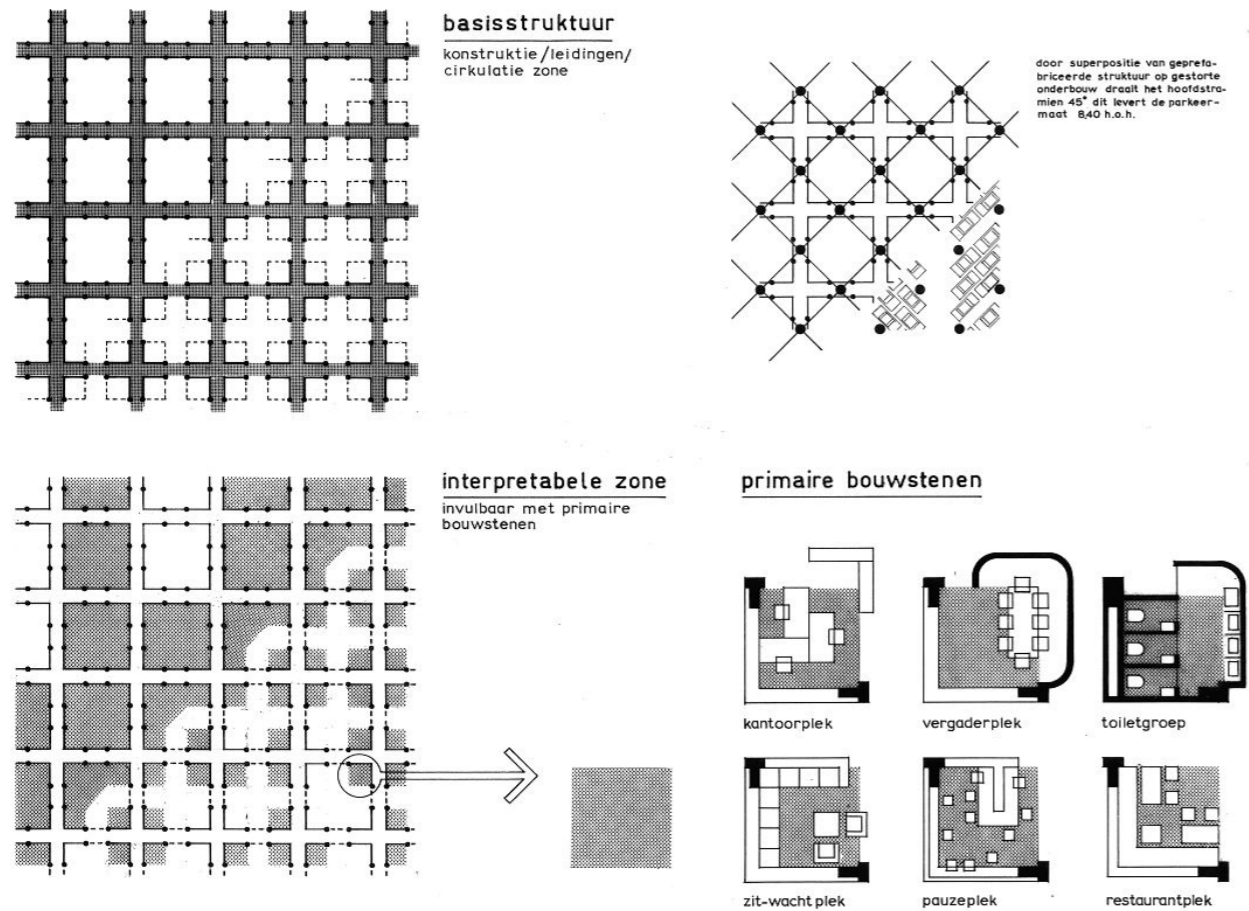 basisstruktuur
konstruktie/leidingen/
cirkulatie zone
door superpositie van geprefa-
briceerde struktuur op gestorte
onderbouw draait het hoofdstra-
mien 45° dit levert de parkeer-
maat 8,40 h.o.h.
interpretabele zone
invulbaar met primaire
bouwstenen
primaire bouwstenen
kantoorplek
vergaderplek
toiletgroep
zit-wachtplek
pauzeplek
restaurantplek